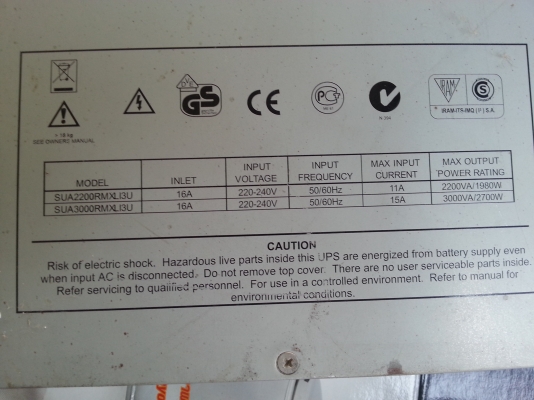 > 18 kg
SEE OWNERS MANUAL
GS
CE
PC
N 394
IRAM
S
IRAM-ITS-IMQ | S.A.
MODEL INLET INPUT VOLTAGE INPUT FREQUENCY MAX INPUT CURRENT MAX OUTPUT POWER RATING
SUA2200RMXLI3U 16A 220-240V 50/60Hz 11A 2200VA/1980W
SUA3000RMXLI3U 16A 220-240V 50/60Hz 15A 3000VA/2700W
CAUTION
Risk of electric shock. Hazardous live parts inside this UPS are energized from battery supply even
when input AC is disconnected. Do not remove top cover. There are no user serviceable parts inside.
Refer servicing to qualified personnel. For use in a controlled environment. Refer to manual for
environmental conditions.